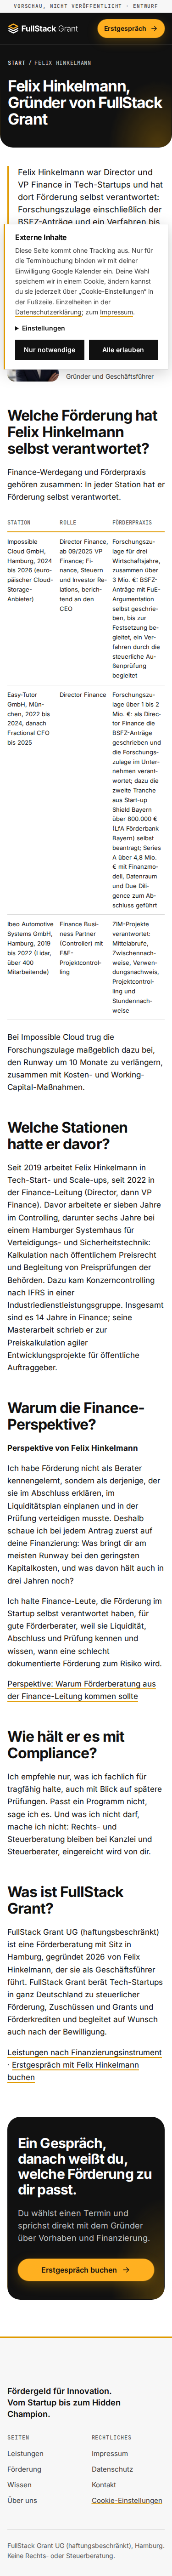 VORSCHAU, NICHT VERÖFFENTLICHT · ENTWURF
FullStack Grant
Erstgespräch →
START / FELIX HINKELMANN
Felix Hinkelmann,
Gründer von FullStack
Grant
Felix Hinkelmann war Director und
VP Finance in Tech-Startups und hat
dort Förderung selbst verantwortet:
Forschungszulage einschließlich der
BSFZ-Anträge und ein Verfahren bis
Externe Inhalte
Die Seite kommt ohne Tracking aus. Nur für
die Terminbuchung binden wir mit deiner
Einwilligung Google Kalender ein. Deine Wahl
speichern wir in einem Cookie, ändern kannst
du sie jederzeit über „Cookie-Einstellungen“ in
der Fußzeile. Einzelheiten in der
Datenschutzerklärung; zum Impressum.
▸ Einstellungen
Nur notwendige
Alle erlauben
Gründer und Geschäftsführer
Welche Förderung hat
Felix Hinkelmann
selbst verantwortet?
Finance-Werdegang und Förderpraxis
gehören zusammen: In jeder Station hat er
Förderung selbst verantwortet.
STATION
ROLLE
FÖRDERPRAXIS
Impossible
Cloud GmbH,
Hamburg, 2024
bis 2026 (euro-
päischer Cloud-
Storage-
Anbieter)
Director Finance,
ab 09/2025 VP
Finance; Fi-
nance, Steuern
und Investor Re-
lations, berich-
tend an den
CEO
Forschungszu-
lage für drei
Wirtschaftsjahre,
zusammen über
3 Mio. €: BSFZ-
Anträge mit FuE-
Argumentation
selbst geschrie-
ben, bis zur
Festsetzung be-
gleitet, ein Ver-
fahren durch die
steuerliche Au-
ßenprüfung
begleitet
Easy-Tutor
GmbH, Mün-
chen, 2022 bis
2024, danach
Fractional CFO
bis 2025
Director Finance
Forschungszu-
lage über 1 bis 2
Mio. €: als Direc-
tor Finance die
BSFZ-Anträge
geschrieben und
die Forschungs-
zulage im Unter-
nehmen verant-
wortet; dazu die
zweite Tranche
aus Start-up
Shield Bayern
über 800.000 €
(LfA Förderbank
Bayern) selbst
beantragt; Series
A über 4,8 Mio.
€ mit Finanzmo-
dell, Datenraum
und Due Dili-
gence zum Ab-
schluss geführt
Ibeo Automotive
Systems GmbH,
Hamburg, 2019
bis 2022 (Lidar,
über 400
Mitarbeitende)
Finance Busi-
ness Partner
(Controller) mit
F&E-
Projektcontrol-
ling
ZIM-Projekte
verantwortet:
Mittelabrufe,
Zwischennach-
weise, Verwen-
dungsnachweis,
Projektcontrol-
ling und
Stundennach-
weise
Bei Impossible Cloud trug die
Forschungszulage maßgeblich dazu bei,
den Runway um 10 Monate zu verlängern,
zusammen mit Kosten- und Working-
Capital-Maßnahmen.
Welche Stationen
hatte er davor?
Seit 2019 arbeitet Felix Hinkelmann in
Tech-Start- und Scale-ups, seit 2022 in
der Finance-Leitung (Director, dann VP
Finance). Davor arbeitete er sieben Jahre
im Controlling, darunter sechs Jahre bei
einem Hamburger Systemhaus für
Verteidigungs- und Sicherheitstechnik:
Kalkulation nach öffentlichem Preisrecht
und Begleitung von Preisprüfungen der
Behörden. Dazu kam Konzerncontrolling
nach IFRS in einer
Industriedienstleistungsgruppe. Insgesamt
sind es 14 Jahre in Finance; seine
Masterarbeit schrieb er zur
Preiskalkulation agiler
Entwicklungsprojekte für öffentliche
Auftraggeber.
Warum die Finance-
Perspektive?
Perspektive von Felix Hinkelmann
Ich habe Förderung nicht als Berater
kennengelernt, sondern als derjenige, der
sie im Abschluss erklären, im
Liquiditätsplan einplanen und in der
Prüfung verteidigen musste. Deshalb
schaue ich bei jedem Antrag zuerst auf
deine Finanzierung: Was bringt dir am
meisten Runway bei den geringsten
Kapitalkosten, und was davon hält auch in
drei Jahren noch?
Ich halte Finance-Leute, die Förderung im
Startup selbst verantwortet haben, für
gute Förderberater, weil sie Liquidität,
Abschluss und Prüfung kennen und
wissen, wann eine schlecht
dokumentierte Förderung zum Risiko wird.
Perspektive: Warum Förderberatung aus
der Finance-Leitung kommen sollte
Wie hält er es mit
Compliance?
Ich empfehle nur, was ich fachlich für
tragfähig halte, auch mit Blick auf spätere
Prüfungen. Passt ein Programm nicht,
sage ich es. Und was ich nicht darf,
mache ich nicht: Rechts- und
Steuerberatung bleiben bei Kanzlei und
Steuerberater, eingereicht wird von dir.
Was ist FullStack
Grant?
FullStack Grant UG (haftungsbeschränkt)
ist eine Förderberatung mit Sitz in
Hamburg, gegründet 2026 von Felix
Hinkelmann, der sie als Geschäftsführer
führt. FullStack Grant berät Tech-Startups
in ganz Deutschland zu steuerlicher
Förderung, Zuschüssen und Grants und
Förderkrediten und begleitet auf Wunsch
auch nach der Bewilligung.
Leistungen nach Finanzierungsinstrument
· Erstgespräch mit Felix Hinkelmann
buchen
Ein Gespräch,
danach weißt du,
welche Förderung zu
dir passt.
Du wählst einen Termin und
sprichst direkt mit dem Gründer
über Vorhaben und Finanzierung.
Erstgespräch buchen →
Fördergeld für Innovation.
Vom Startup bis zum Hidden
Champion.
SEITEN
RECHTLICHES
Leistungen
Impressum
Förderung
Datenschutz
Wissen
Kontakt
Über uns
Cookie-Einstellungen
FullStack Grant UG (haftungsbeschränkt), Hamburg.
Keine Rechts- oder Steuerberatung.